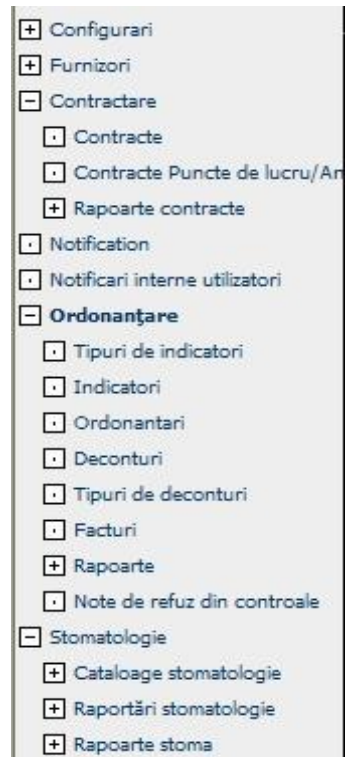 Configurari
Furnizori
Contractare
Contracte
Contracte Puncte de lucru/An
Rapoarte contracte
Notification
Notificari interne utilizatori
Ordonanţare
Tipuri de indicatori
Indicatori
Ordonantari
Deconturi
Tipuri de deconturi
Facturi
Rapoarte
Note de refuz din controale
Stomatologie
Cataloage stomatologie
Raportări stomatologie
Rapoarte stoma